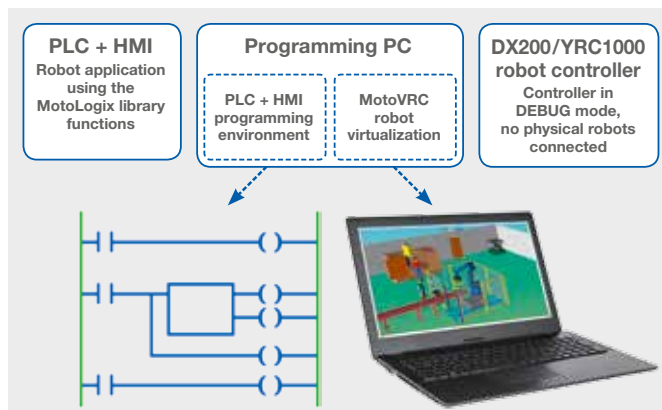 PLC + HMI
Robot application
using the
MotoLogix library
functions
Programming PC
PLC + HMI
programming
environment
MotoVRC
robot
virtualization
DX200/YRC1000
robot controller
Controller in
DEBUG mode,
no physical robots
connected